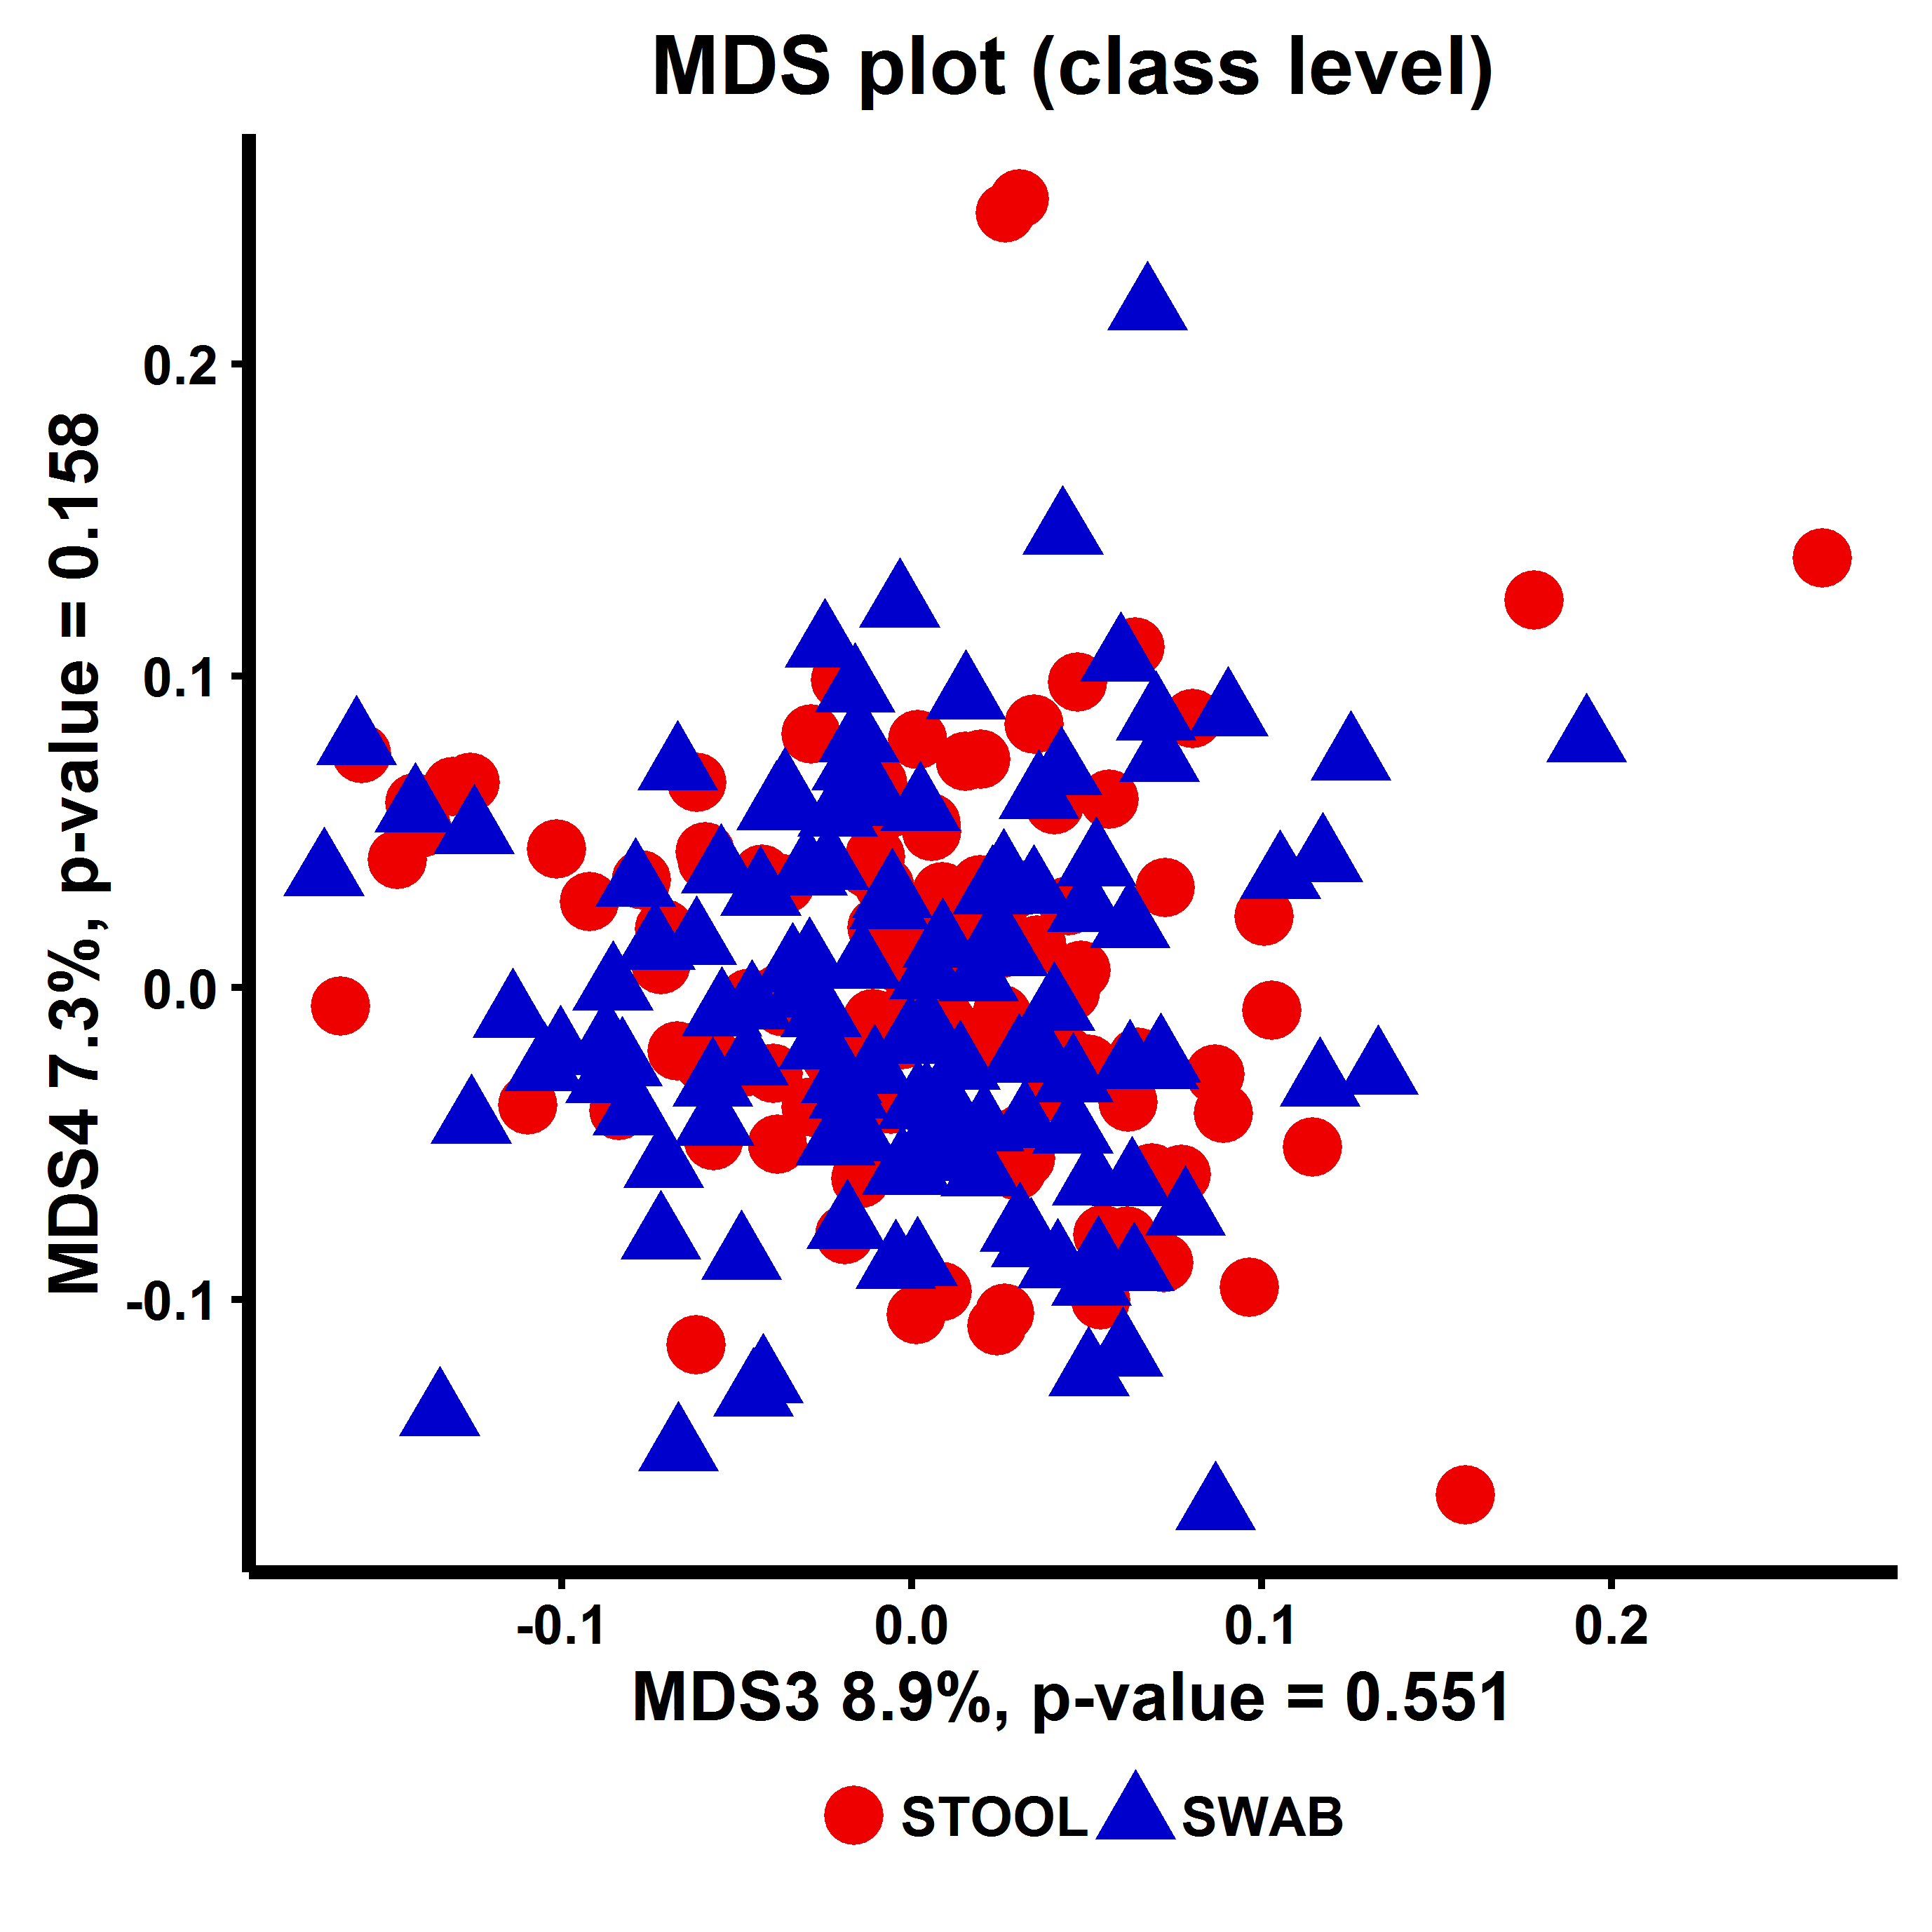 MDS plot (class level)
MDS4 7.3%, p-value = 0.158
0.2
0.1
0.0
-0.1
-0.1 0.0 0.1 0.2
MDS3 8.9%, p-value = 0.551
STOOL SWAB